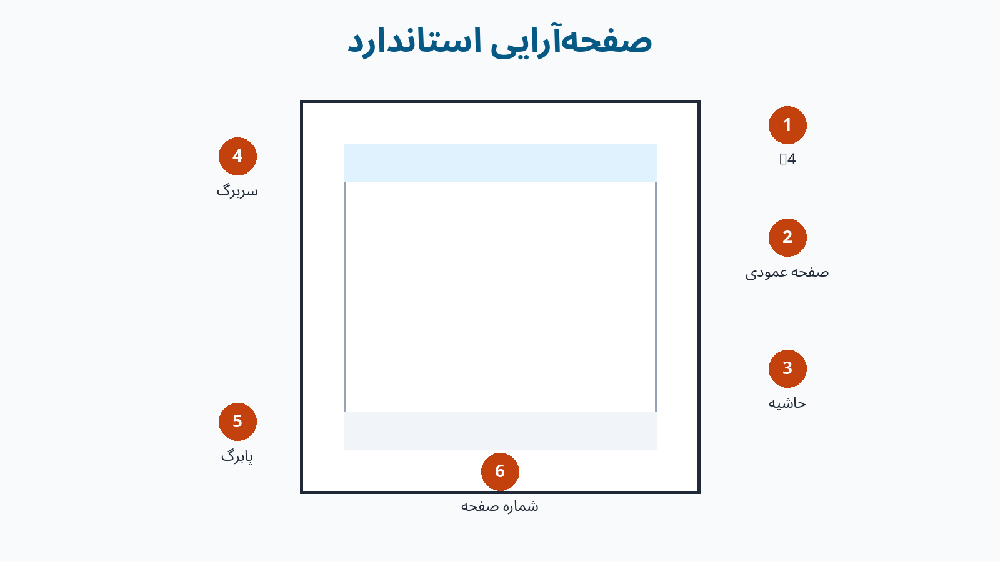 صفحه‌آرایی استاندارد
1
4
2
صفحه عمودی
3
حاشیه
4
سربرگ
5
پابرگ
6
شماره صفحه